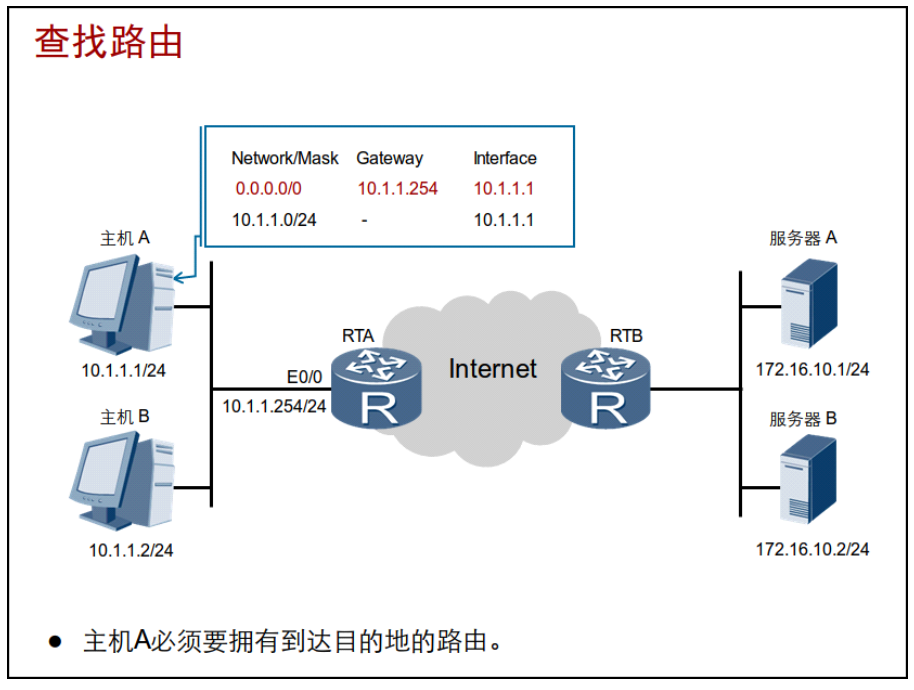 查找路由
Network/Mask Gateway Interface
0.0.0.0/0 10.1.1.254 10.1.1.1
10.1.1.0/24 - 10.1.1.1
主机 A
服务器 A
RTA
RTB
Internet
10.1.1.1/24
172.16.10.1/24
E0/0
10.1.1.254/24
R
R
主机 B
服务器 B
10.1.1.2/24
172.16.10.2/24
● 主机A必须要拥有到达目的地的路由。